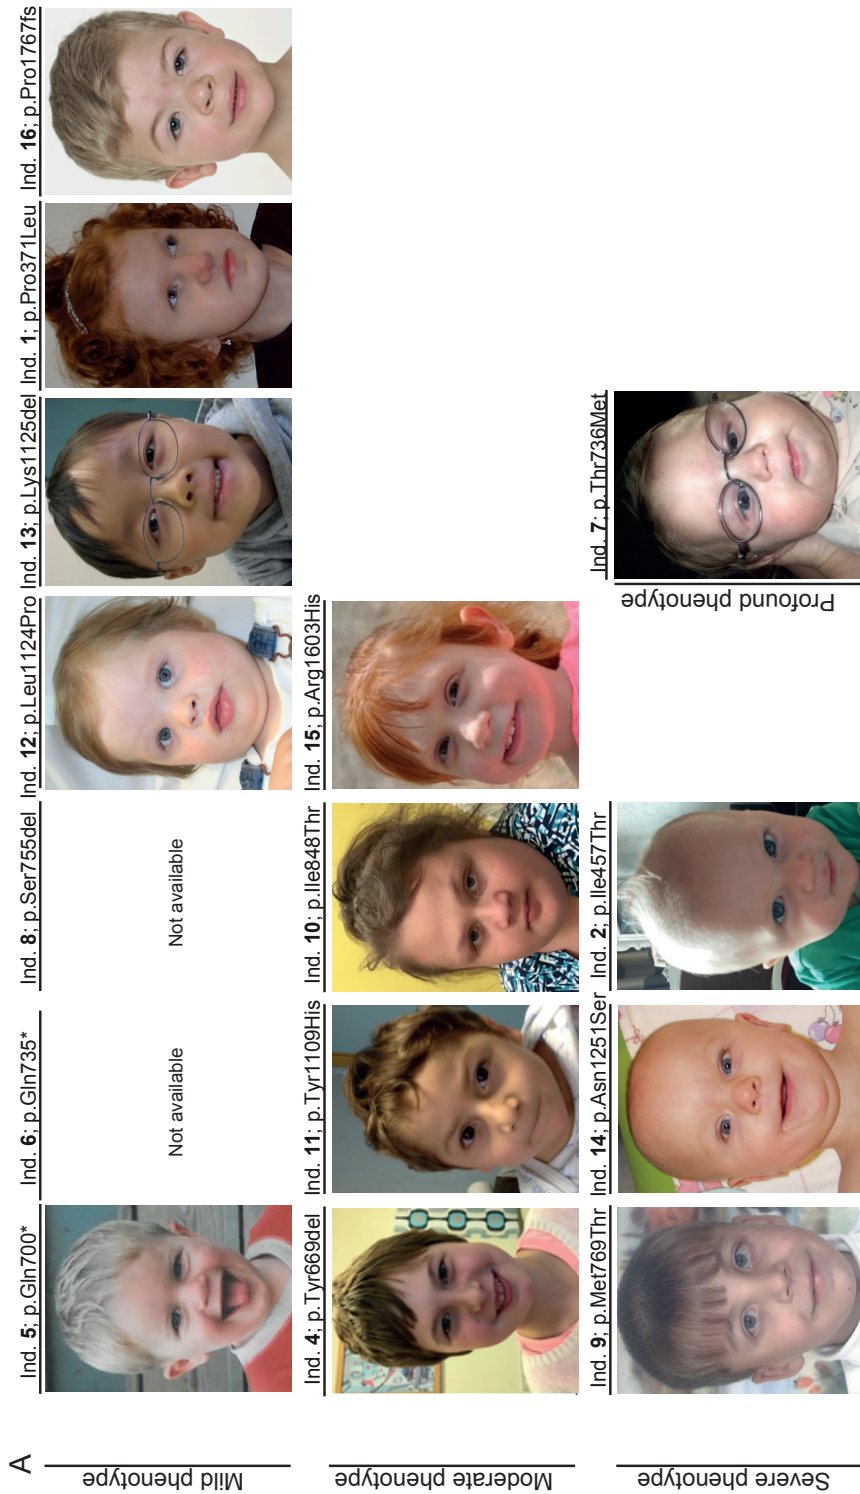 A
Mild phenotype
Ind. 5; p.Gln700*
Ind. 6; p.Gln735*
Not available
Ind. 8; p.Ser755del
Not available
Ind. 12; p.Leu1124Pro
Ind. 13; p.Lys1125del
Ind. 1; p.Pro371Leu
Ind. 16; p.Pro1767fs
Moderate phenotype
Ind. 4; p.Tyr669del
Ind. 11; p.Tyr1109His
Ind. 10; p.Ile848Thr
Ind. 15; p.Arg1603His
Severe phenotype
Ind. 9; p.Met769Thr
Ind. 14; p.Asn1251Ser
Ind. 2; p.Ile457Thr
Profound phenotype
Ind. 7; p.Thr736Met